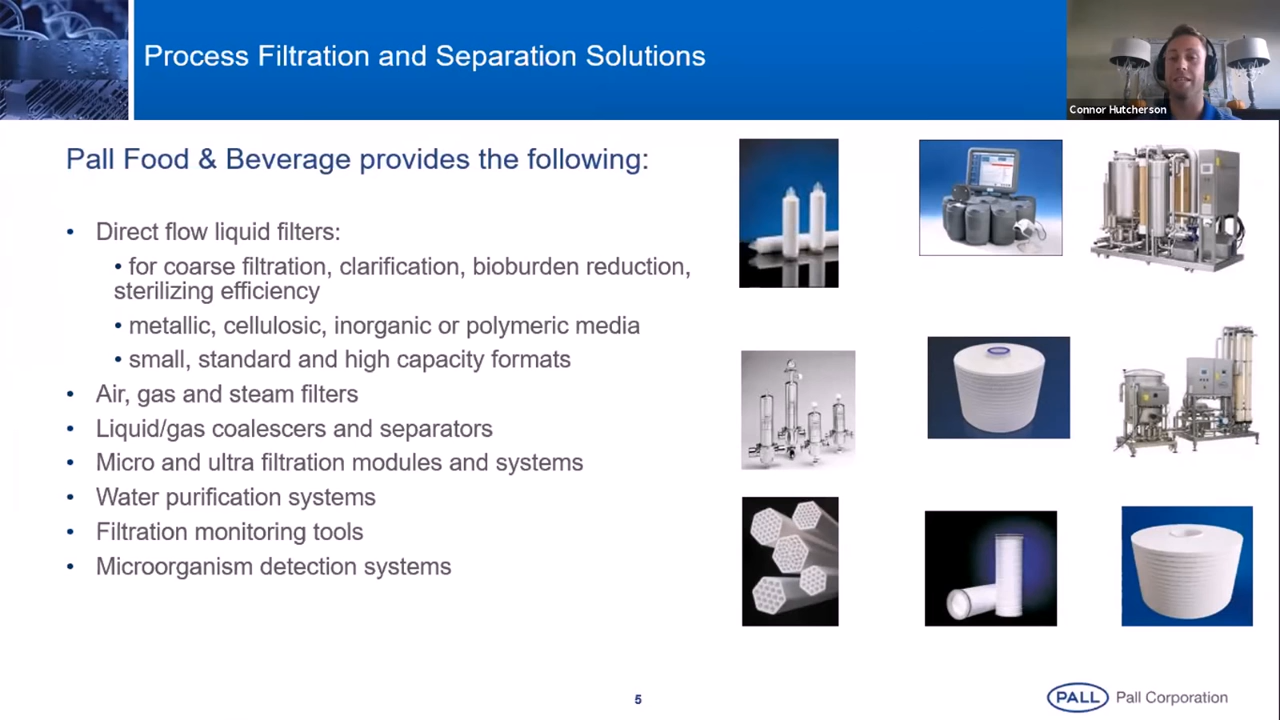 Process Filtration and Separation Solutions
Connor Hutcherson
Pall Food & Beverage provides the following:
• Direct flow liquid filters:
• for coarse filtration, clarification, bioburden reduction,
sterilizing efficiency
• metallic, cellulosic, inorganic or polymeric media
• small, standard and high capacity formats
• Air, gas and steam filters
• Liquid/gas coalescers and separators
• Micro and ultra filtration modules and systems
• Water purification systems
• Filtration monitoring tools
• Microorganism detection systems
5
PALL Pall Corporation